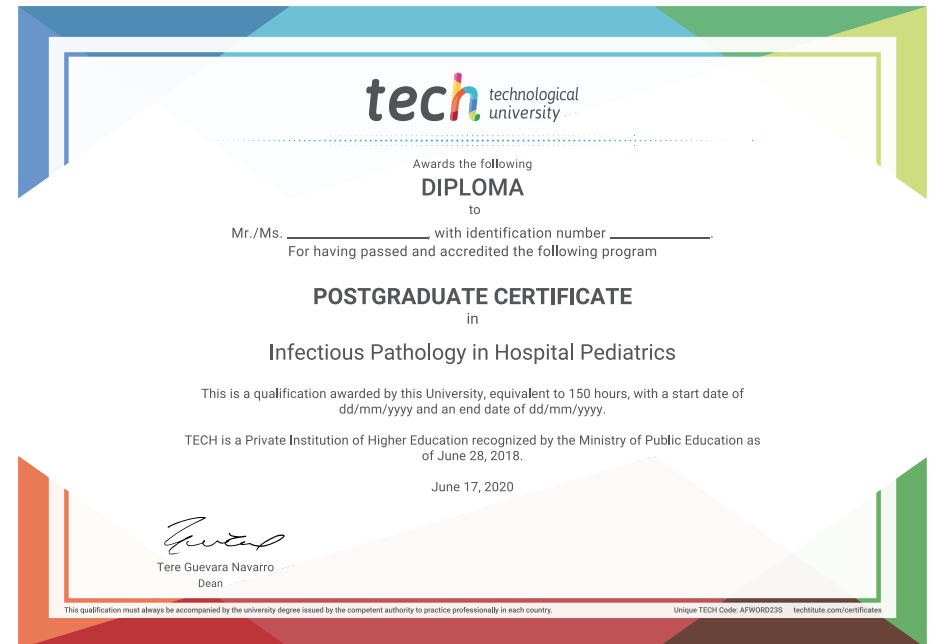 tech technological
university
Awards the following
DIPLOMA
to
Mr./Ms. ____________________, with identification number ______________.
For having passed and accredited the following program
POSTGRADUATE CERTIFICATE
in
Infectious Pathology in Hospital Pediatrics
This is a qualification awarded by this University, equivalent to 150 hours, with a start date of
dd/mm/yyyy and an end date of dd/mm/yyyy.
TECH is a Private Institution of Higher Education recognized by the Ministry of Public Education as
of June 28, 2018.
June 17, 2020
Tere Guevara Navarro
Dean
This qualification must always be accompanied by the university degree issued by the competent authority to practice professionally in each country.
Unique TECH Code: AFWORD23S techtitute.com/certificates